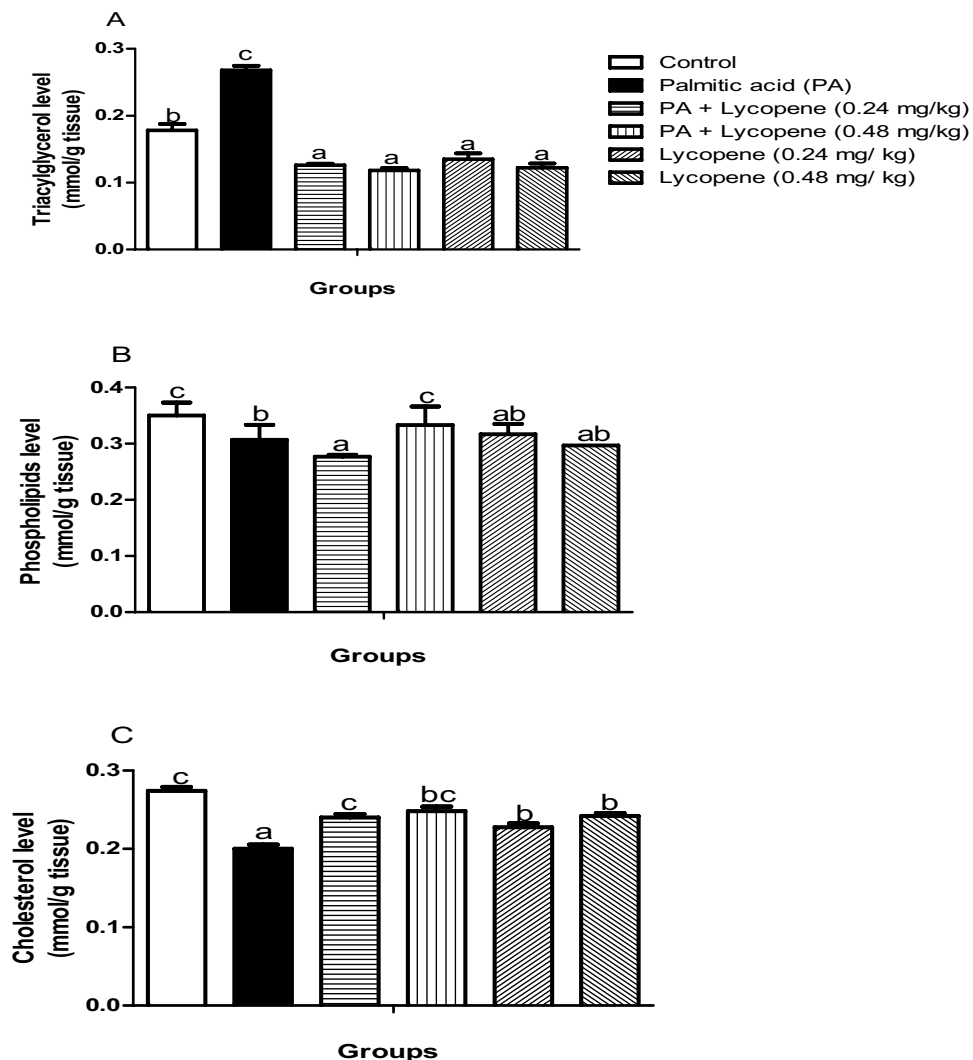 A
0.3
0.2
0.1
0.0
Triacylglycerol level
(mmol/g tissue)
b
c
a
a
a
a
Groups
Control
Palmitic acid (PA)
PA + Lycopene (0.24 mg/kg)
PA + Lycopene (0.48 mg/kg)
Lycopene (0.24 mg/ kg)
Lycopene (0.48 mg/ kg)
B
0.4
0.3
0.2
0.1
0.0
Phospholipids level
(mmol/g tissue)
c
b
a
c
ab
ab
Groups
C
0.3
0.2
0.1
0.0
Cholesterol level
(mmol/g tissue)
c
a
c
bc
b
b
Groups